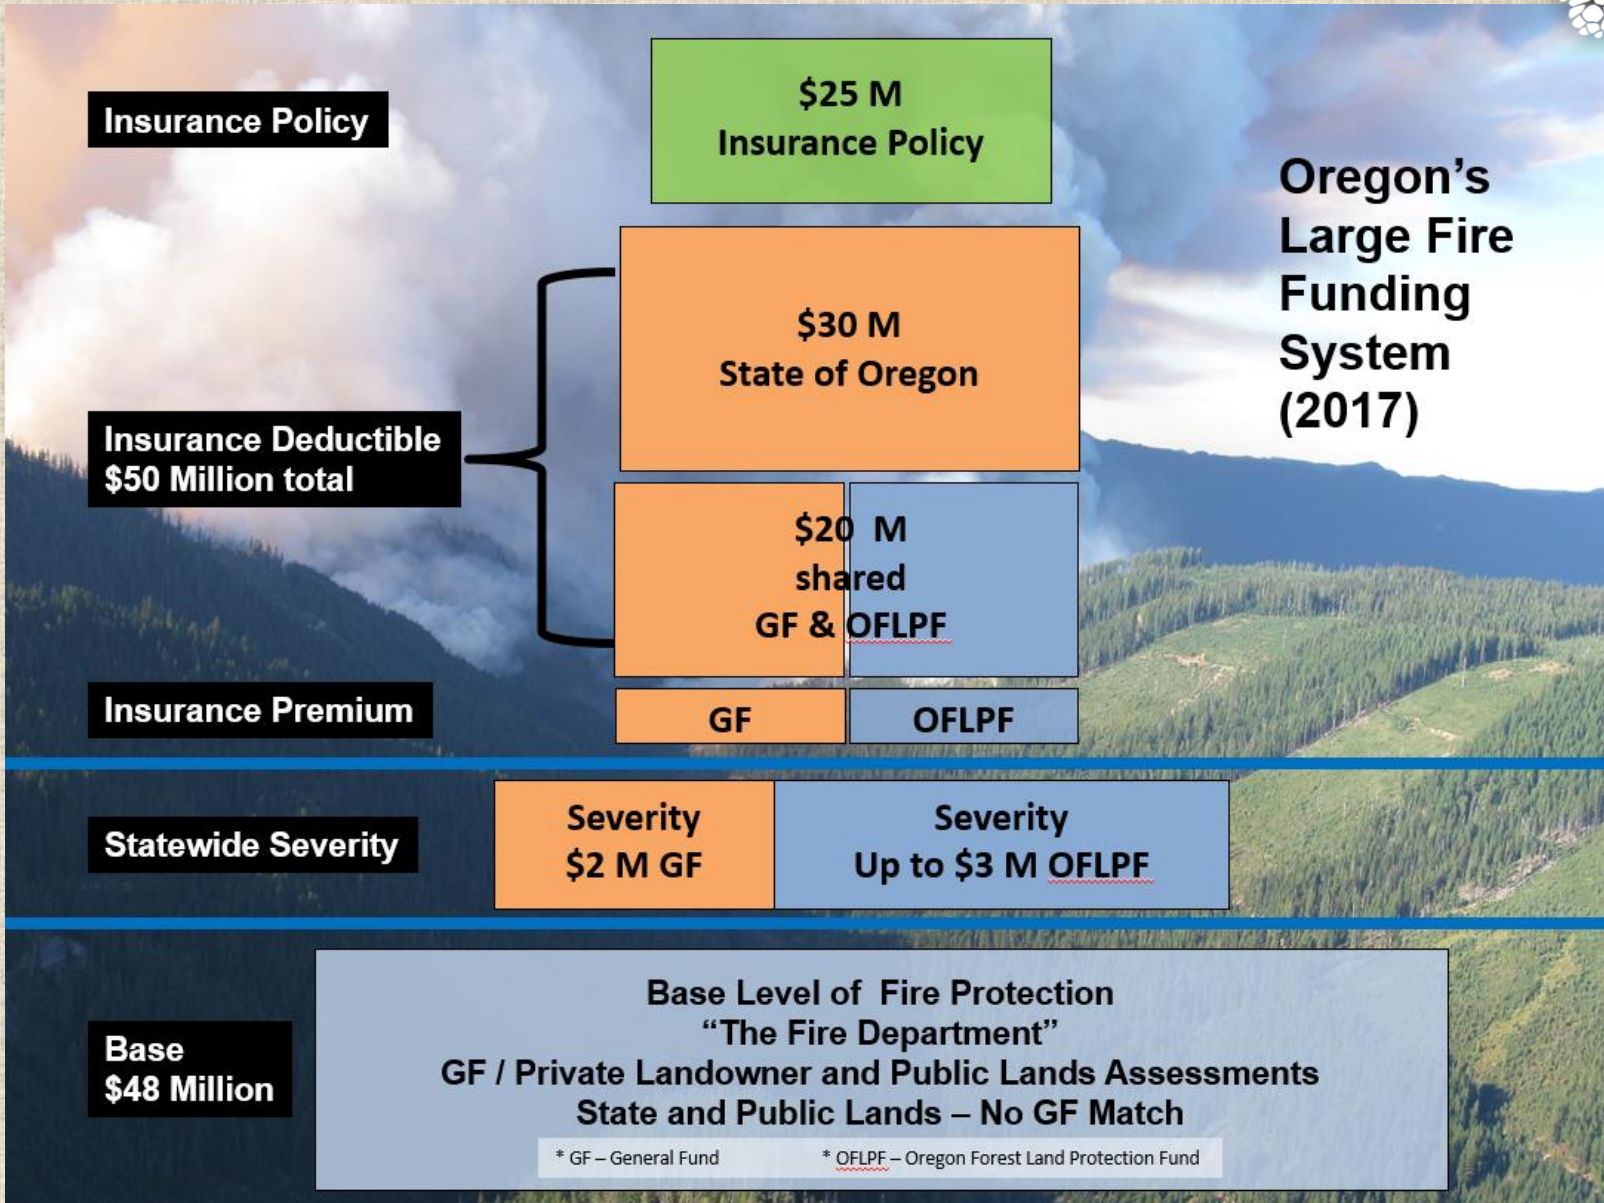 Insurance Policy
$25 M
Insurance Policy
Oregon’s
Large Fire
Funding
System
(2017)
$30 M
State of Oregon
Insurance Deductible
$50 Million total
$20  M
shared
GF & OFLPF
Insurance Premium
GF
OFLPF
Statewide Severity
Severity
$2 M GF
Severity
Up to $3 M OFLPF
Base
$48 Million
Base Level of  Fire Protection
“The Fire Department”
GF / Private Landowner and Public Lands Assessments
State and Public Lands – No GF Match
* GF – General Fund
* OFLPF – Oregon Forest Land Protection Fund